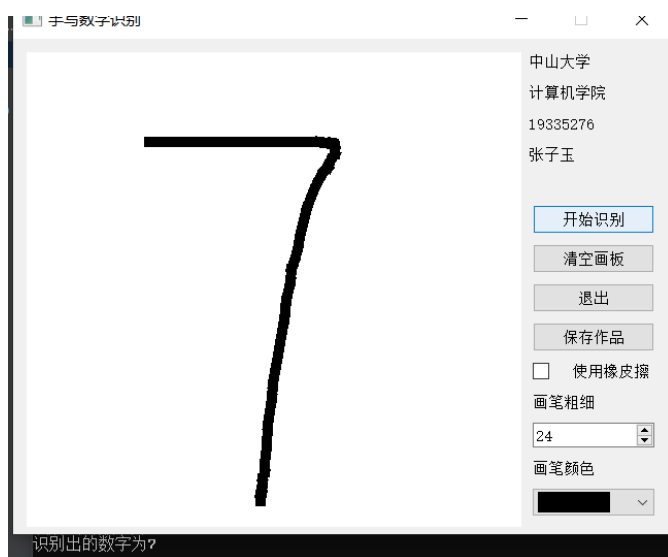 手写数字识别
中山大学
计算机学院
19335276
张子玉
开始识别
清空画板
退出
保存作品
使用橡皮擦
画笔粗细
24
画笔颜色
7
识别出的数字为7